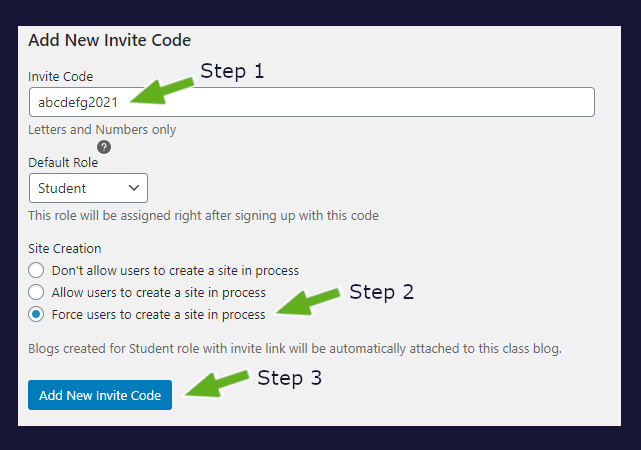 Add New Invite Code
Step 1
Invite Code
abcdefg2021
Letters and Numbers only
?
Default Role
Student
This role will be assigned right after signing up with this code
Site Creation
Don't allow users to create a site in process
Allow users to create a site in process
Step 2
Force users to create a site in process
Blogs created for Student role with invite link will be automatically attached to this class blog.
Step 3
Add New Invite Code